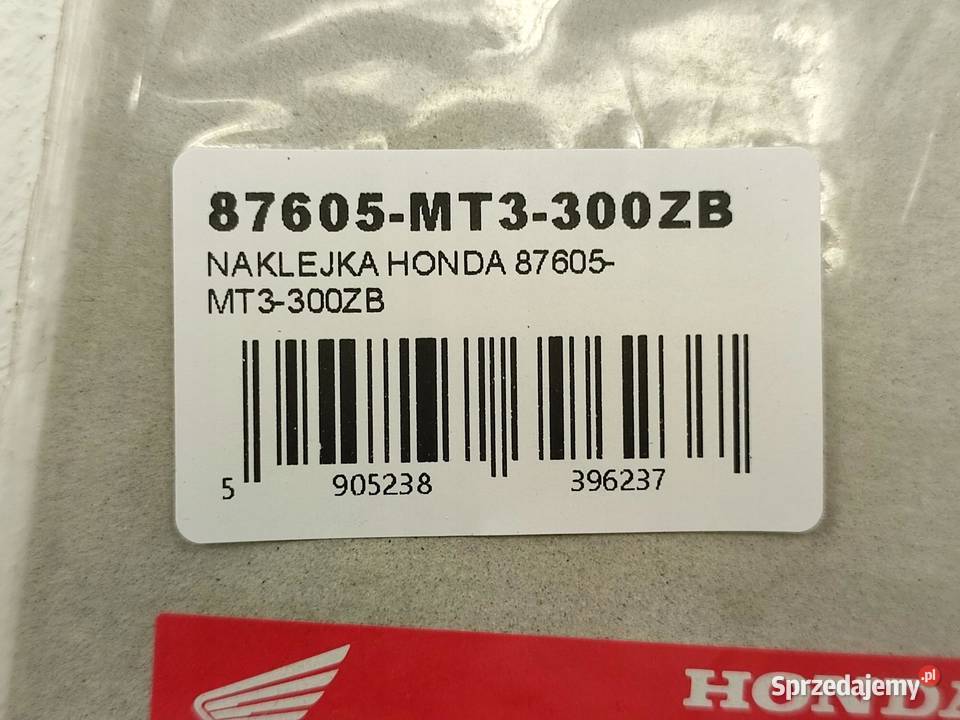 87605-MT3-300ZB
NAKLEJKA HONDA 87605-
MT3-300ZB
5 905238 396237
HONDA
Sprzedajemy.pl